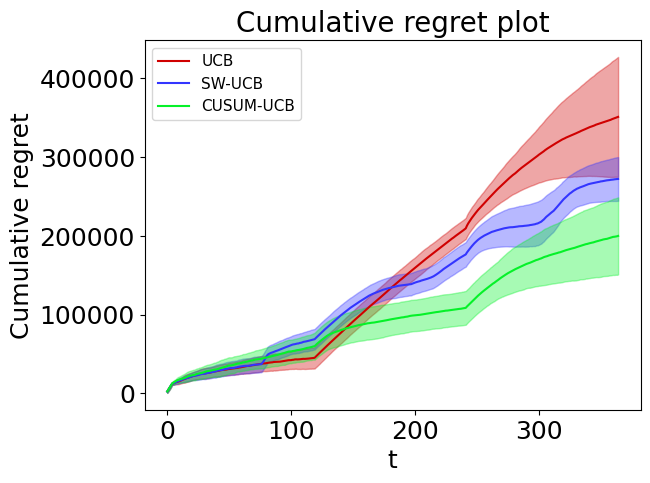 Cumulative regret plot
Cumulative regret
400000
300000
200000
100000
0
UCB
SW-UCB
CUSUM-UCB
0 100 200 300
t